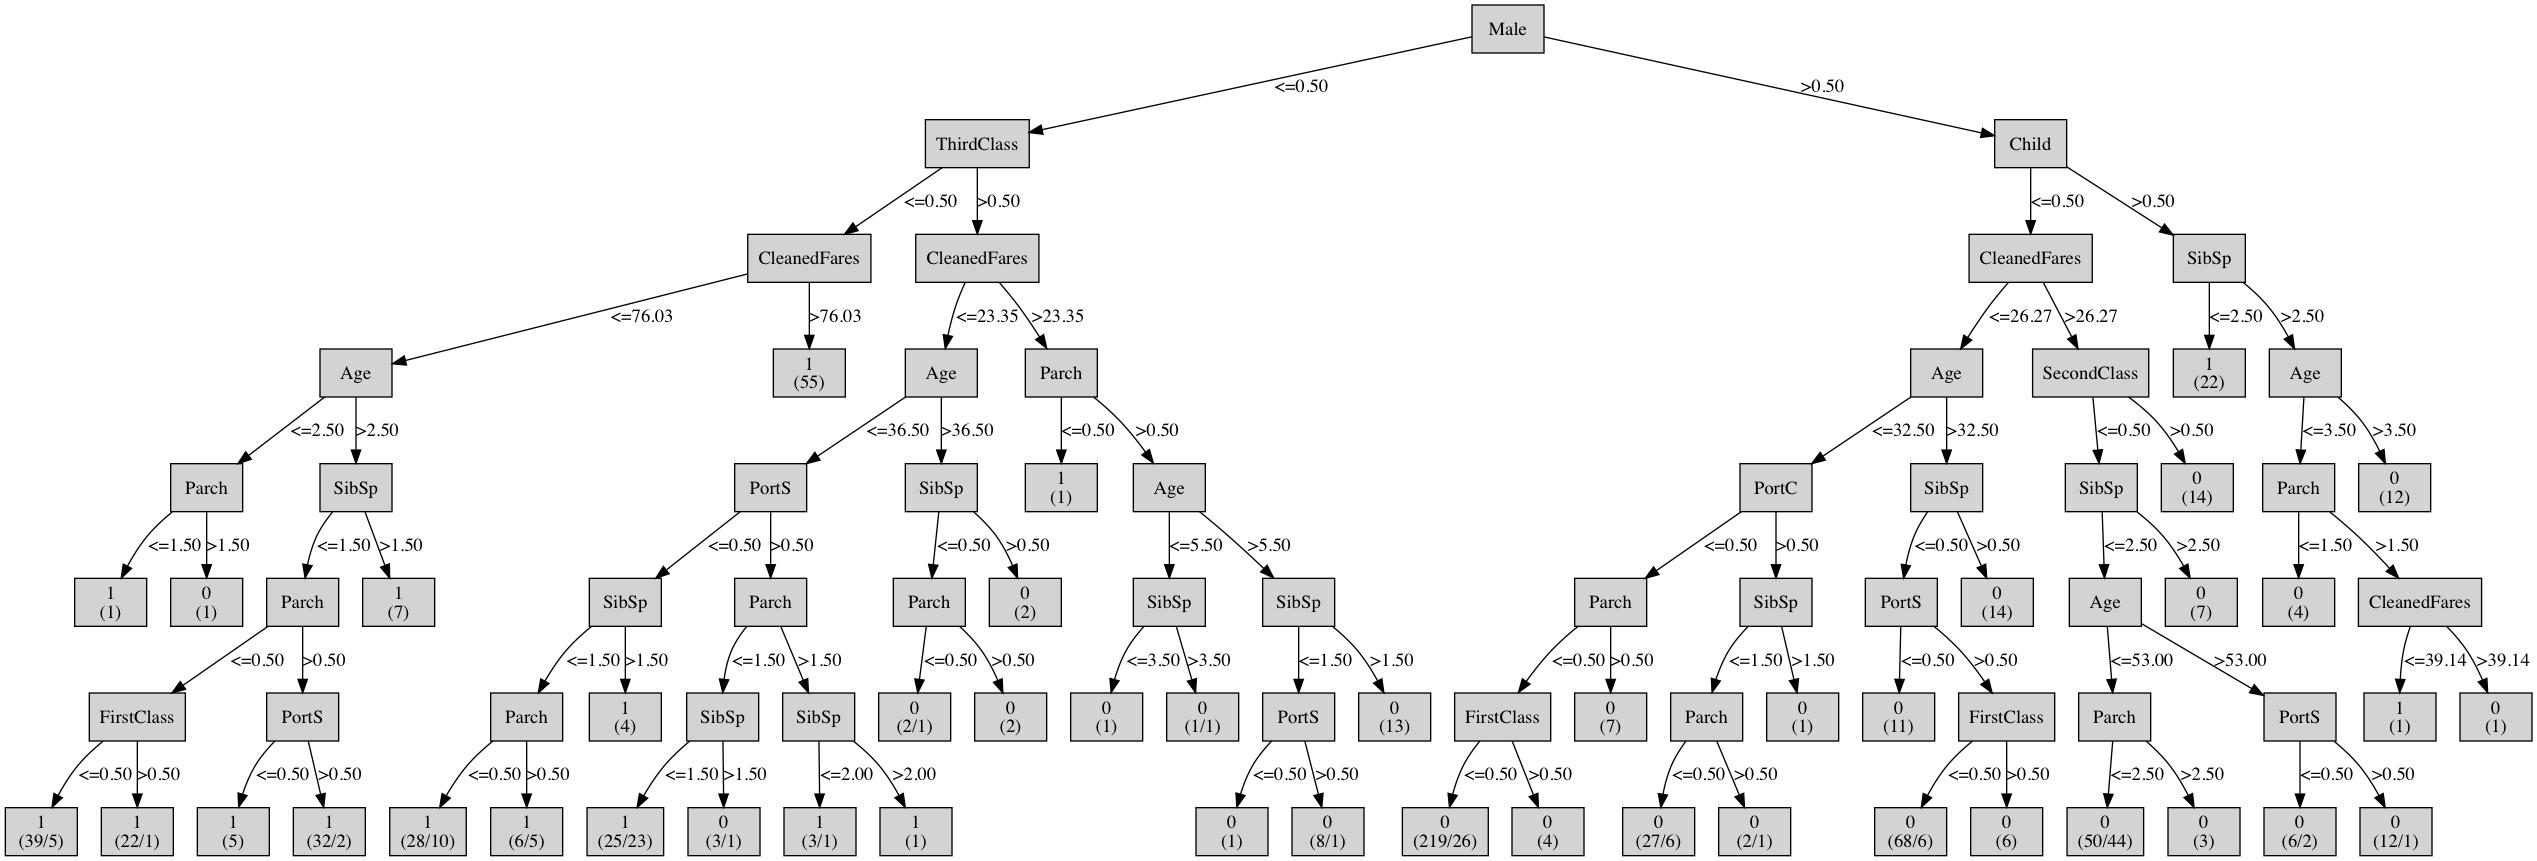 Male
<=0.50 >0.50
ThirdClass Child
<=0.50 >0.50 <=0.50 >0.50
CleanedFares CleanedFares CleanedFares SibSp
<=76.03 >76.03 <=23.35 >23.35 <=26.27 >26.27 <=2.50 >2.50
Age 1 Age Parch Age SecondClass 1 Age
(55) (22)
<=2.50 >2.50 <=36.50 >36.50 <=0.50 >0.50 <=32.50 >32.50 <=0.50 >0.50 <=3.50 >3.50
Parch SibSp PortS SibSp 1 Age PortC SibSp SibSp 0 Parch 0
(1) (14) (12)
<=1.50 >1.50 <=1.50 >1.50 <=0.50 >0.50 <=0.50 >0.50 <=5.50 >5.50 <=0.50 >0.50 <=0.50 >0.50 <=2.50 >2.50 <=1.50 >1.50
1 0 Parch 1 SibSp Parch Parch 0 SibSp SibSp Parch SibSp PortS 0 Age 0 0 CleanedFares
(1) (1) (7) (2) (14) (7) (4)
<=0.50 >0.50 <=1.50 >1.50 <=1.50 >1.50 <=0.50 >0.50 <=3.50 >3.50 <=1.50 >1.50 <=0.50 >0.50 <=1.50 >1.50 <=0.50 >0.50 <=53.00 >53.00 <=39.14 >39.14
FirstClass PortS Parch 1 SibSp SibSp 0 0 0 0 PortS 0 FirstClass 0 Parch 0 0 FirstClass Parch PortS 1 0
(4) (2/1) (2) (1) (1/1) (13) (7) (1) (11) (1) (1)
<=0.50 >0.50 <=0.50 >0.50 <=0.50 >0.50 <=1.50 >1.50 <=2.00 >2.00 <=0.50 >0.50 <=0.50 >0.50 <=0.50 >0.50 <=0.50 >0.50 <=2.50 >2.50 <=0.50 >0.50
1 1 1 1 1 1 1 0 1 1 0 0 0 0 0 0 0 0 0 0 0 0
(39/5) (22/1) (5) (32/2) (28/10) (6/5) (25/23) (3/1) (3/1) (1) (1) (8/1) (219/26) (4) (27/6) (2/1) (68/6) (6) (50/44) (3) (6/2) (12/1)